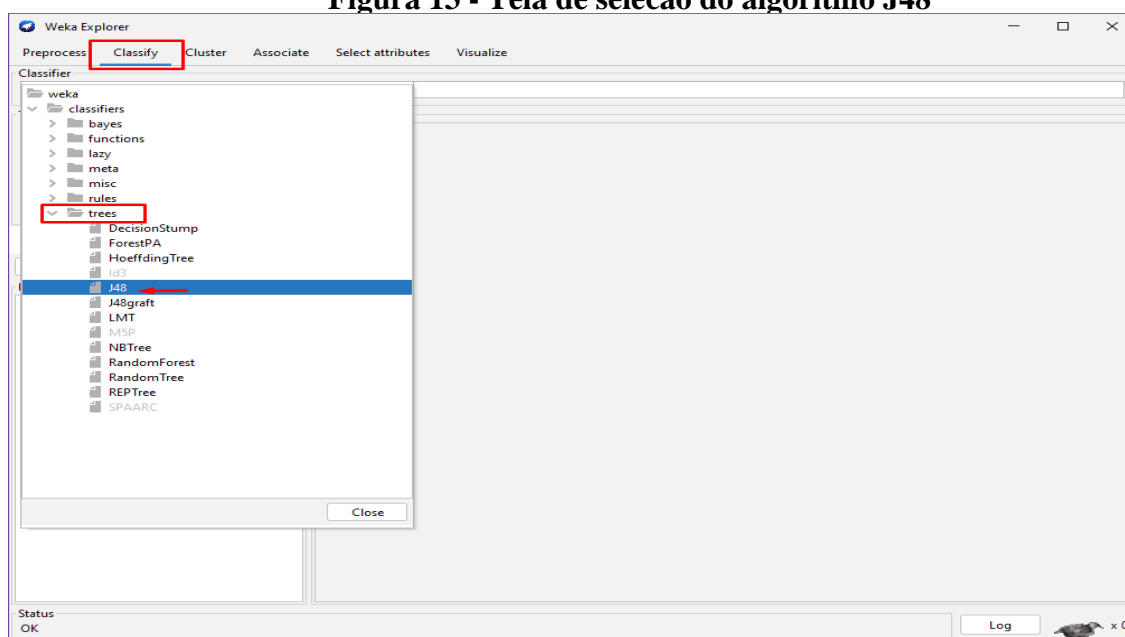 Figura 15 - Tela de seleção do algoritmo J48
Weka Explorer
Preprocess Classify Cluster Associate Select attributes Visualize
Classifier
weka
classifiers
bayes
functions
lazy
meta
misc
rules
trees
DecisionStump
ForestPA
HoeffdingTree
Id3
J48
J48graft
LMT
M5P
NBTree
RandomForest
RandomTree
REPTree
SPAARC
Close
Status
OK
Log
x 0